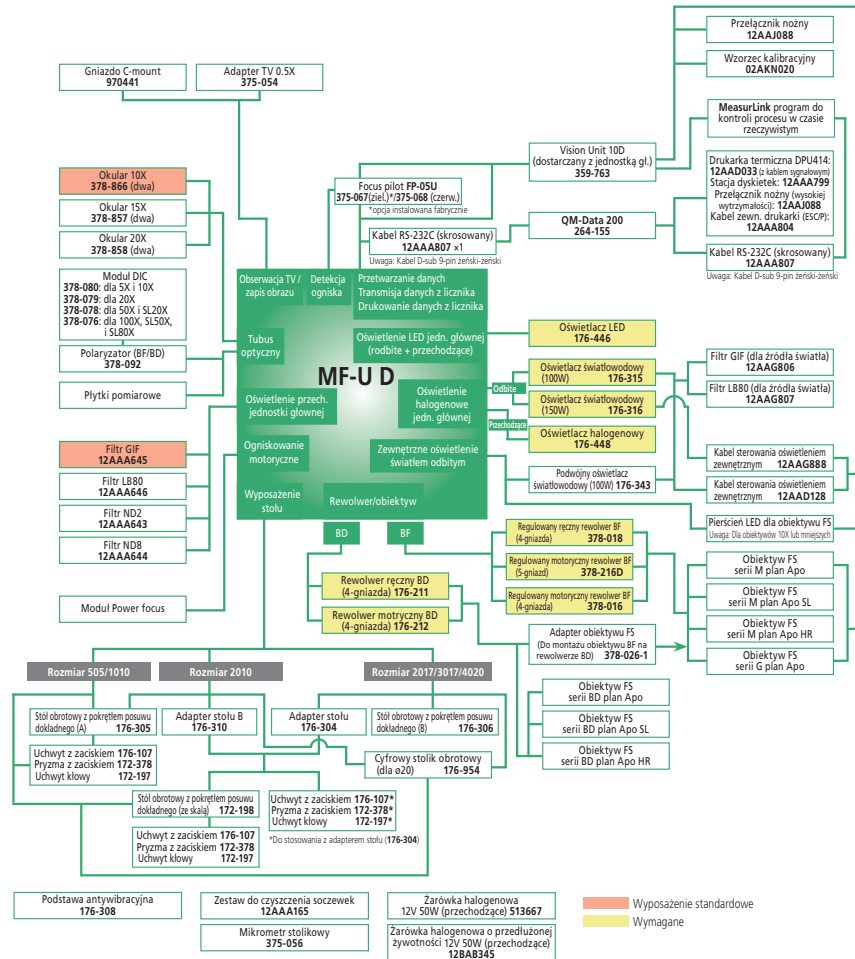 Przełącznik nożny
12AAJ088
Wzorzec kalibracyjny
02AKN020
Gniazdo C-mount
970441
Adapter TV 0.5X
375-054
MeasurLink program do
kontroli procesu w czasie
rzeczywistym
Vision Unit 10D
(dostarczany z jednostką gł.)
359-763
Okular 10X
378-866 (dwa)
Okular 15X
378-857 (dwa)
Okular 20X
378-858 (dwa)
Focus pilot FP-05U
375-067(ziel.)*/375-068 (czerw.)
*opcja instalowana fabrycznie
Drukarka termiczna DPU414:
12AAD033 (z kablem sygnałowym)
Stacja dyskietek: 12AAA799
Przełącznik nożny (wysokiej
wytrzymałości): 12AAJ088
Kabel zewn. drukarki (ESC/P):
12AAA804
QM-Data 200
264-155
Kabel RS-232C (skrosowany)
12AAA807 ×1
Uwaga: Kabel D-sub 9-pin żeński-żeński
Kabel RS-232C (skrosowany)
12AAA807
Uwaga: Kabel D-sub 9-pin żeński-żeński
Moduł DIC
378-080: dla 5X i 10X
378-079: dla 20X
378-078: dla 50X i SL20X
378-076: dla 100X, SL50X,
i SL80X
Polaryzator (BF/BD)
378-092
Płytki pomiarowe
Obserwacja TV /
zapis obrazu
Detekcja
ogniska
Przetwarzanie danych
Transmisja danych z licznika
Drukowanie danych z licznika
Tubus
optyczny
Oświetlenie LED jedn. głównej
(rodbite + przechodzące)
MF-U D
Oświetlenie przech.
jednostki głownej
Oświetlenie
halogenowe
jedn. głównej
Ogniskowanie
motoryczne
Zewnętrzne oświetlenie
światłem odbitym
Wyposażenie
stołu
Rewolwer/obiektyw
BD
BF
Odbite
Przechodzące
Oświetlacz LED
176-446
Oświetlacz światłowodowy
(100W) 176-315
Oświetlacz światłowodowy
(150W) 176-316
Oświetlacz halogenowy
176-448
Podwójny oświetlacz
światłowodowy (100W) 176-343
Filtr GIF (dla źródła światła)
12AAG806
Filtr LB80 (dla źródła światła)
12AAG807
Kabel sterowania oświetleniem
zewnętrznym 12AAG888
Kabel sterowania oświetleniem
zewnętrznym 12AAD128
Pierścień LED dla obiektywu FS
Uwaga: Dla obiektywów 10X lub mniejszych
Filtr GIF
12AAA645
Filtr LB80
12AAA646
Filtr ND2
12AAA643
Filtr ND8
12AAA644
Moduł Power focus
Rewolwer ręczny BD
(4-gniazda) 176-211
Rewolwer motryczny BD
(4-gniazda) 176-212
Regulowany ręczny rewolwer BF
(4-gniazda) 378-018
Regulowany motoryczny rewolwer BF
(5-gniazd) 378-216D
Regulowany motoryczny rewolwer BF
(4-gniazda) 378-016
Adapter obiektywu FS
(Do montażu obiektywu BF na
rewolwerze BD) 378-026-1
Obiektyw FS
serii M plan Apo
Obiektyw FS
serii M plan Apo SL
Obiektyw FS
serii M plan Apo HR
Obiektyw FS
serii G plan Apo
Obiektyw FS
serii BD plan Apo
Obiektyw FS
serii BD plan Apo SL
Obiektyw FS
serii BD plan Apo HR
Rozmiar 505/1010
Rozmiar 2010
Rozmiar 2017/3017/4020
Stół obrotowy z pokrętłem posuwu
dokładnego (A) 176-305
Adapter stołu B
176-310
Adapter stołu
176-304
Stół obrotowy z pokrętłem posuwu
dokładnego (B) 176-306
Uchwyt z zaciskiem 176-107
Pryzma z zaciskiem 172-378
Uchwyt kłowy 172-197
Cyfrowy stolik obrotowy
(dla ø20) 176-954
Stół obrotowy z pokrętłem posuwu
dokładnego (ze skalą) 172-198
Uchwyt z zaciskiem 176-107*
Pryzma z zaciskiem 172-378*
Uchwyt kłowy 172-197*
*Do stosowania z adapterem stołu (176-304)
Uchwyt z zaciskiem 176-107
Pryzma z zaciskiem 172-378
Uchwyt kłowy 172-197
Podstawa antywibracyjna
176-308
Zestaw do czyszczenia soczewek
12AAA165
Mikrometr stolikowy
375-056
Żarówka halogenowa
12V 50W (przechodzące) 513667
Żarówka halogenowa o przedłużonej
żywotności 12V 50W (przechodzące)
12BAB345
Wyposażenie standardowe
Wymagane